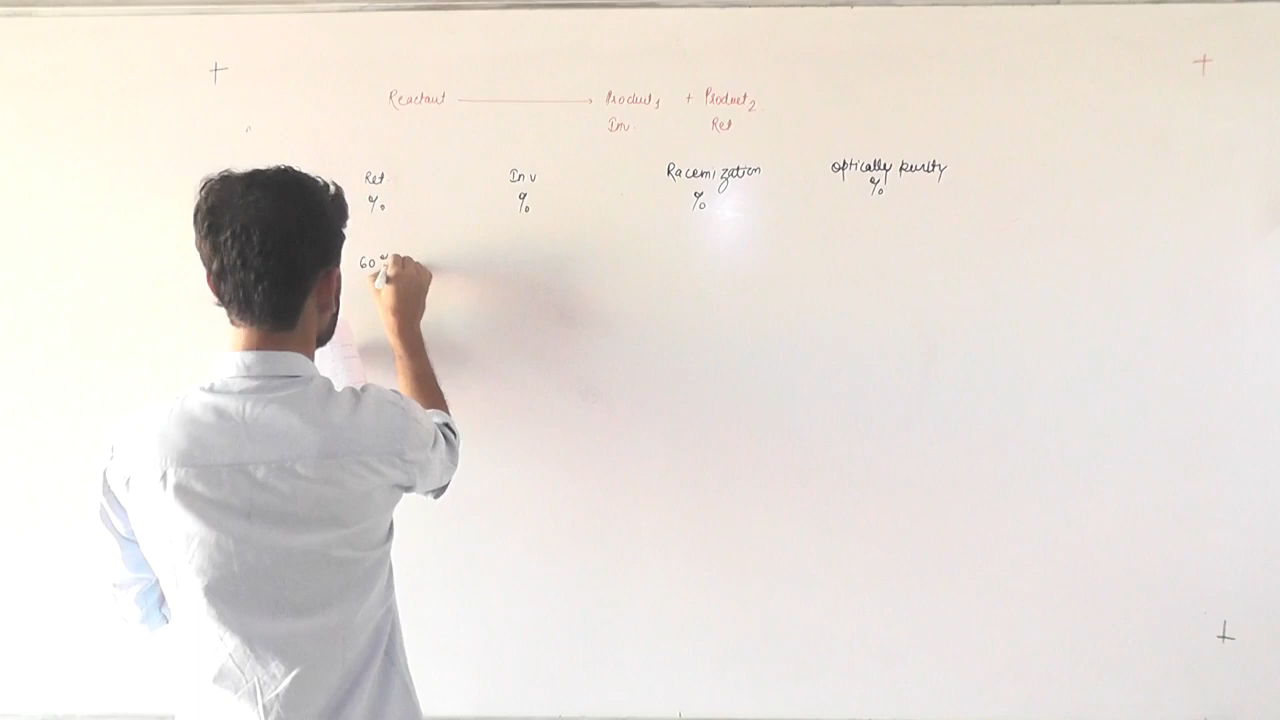 Reactant → Product1 + Product2
Inv. Ret
Ret. Inv Racemization optically purity
% % % %
60 %